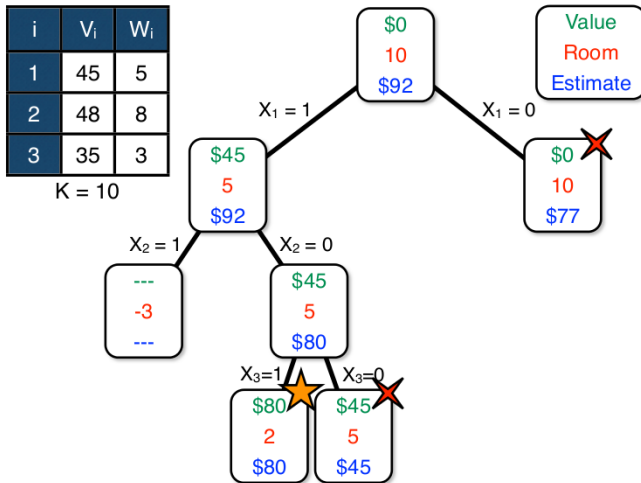 i Vᵢ Wᵢ
1 45 5
2 48 8
3 35 3
K = 10
$0
10
$92
Value
Room
Estimate
X₁ = 1
X₁ = 0
$45
5
$92
$0
10
$77
X₂ = 1
X₂ = 0
---
-3
---
$45
5
$80
X₃=1
X₃=0
$80
2
$80
$45
5
$45